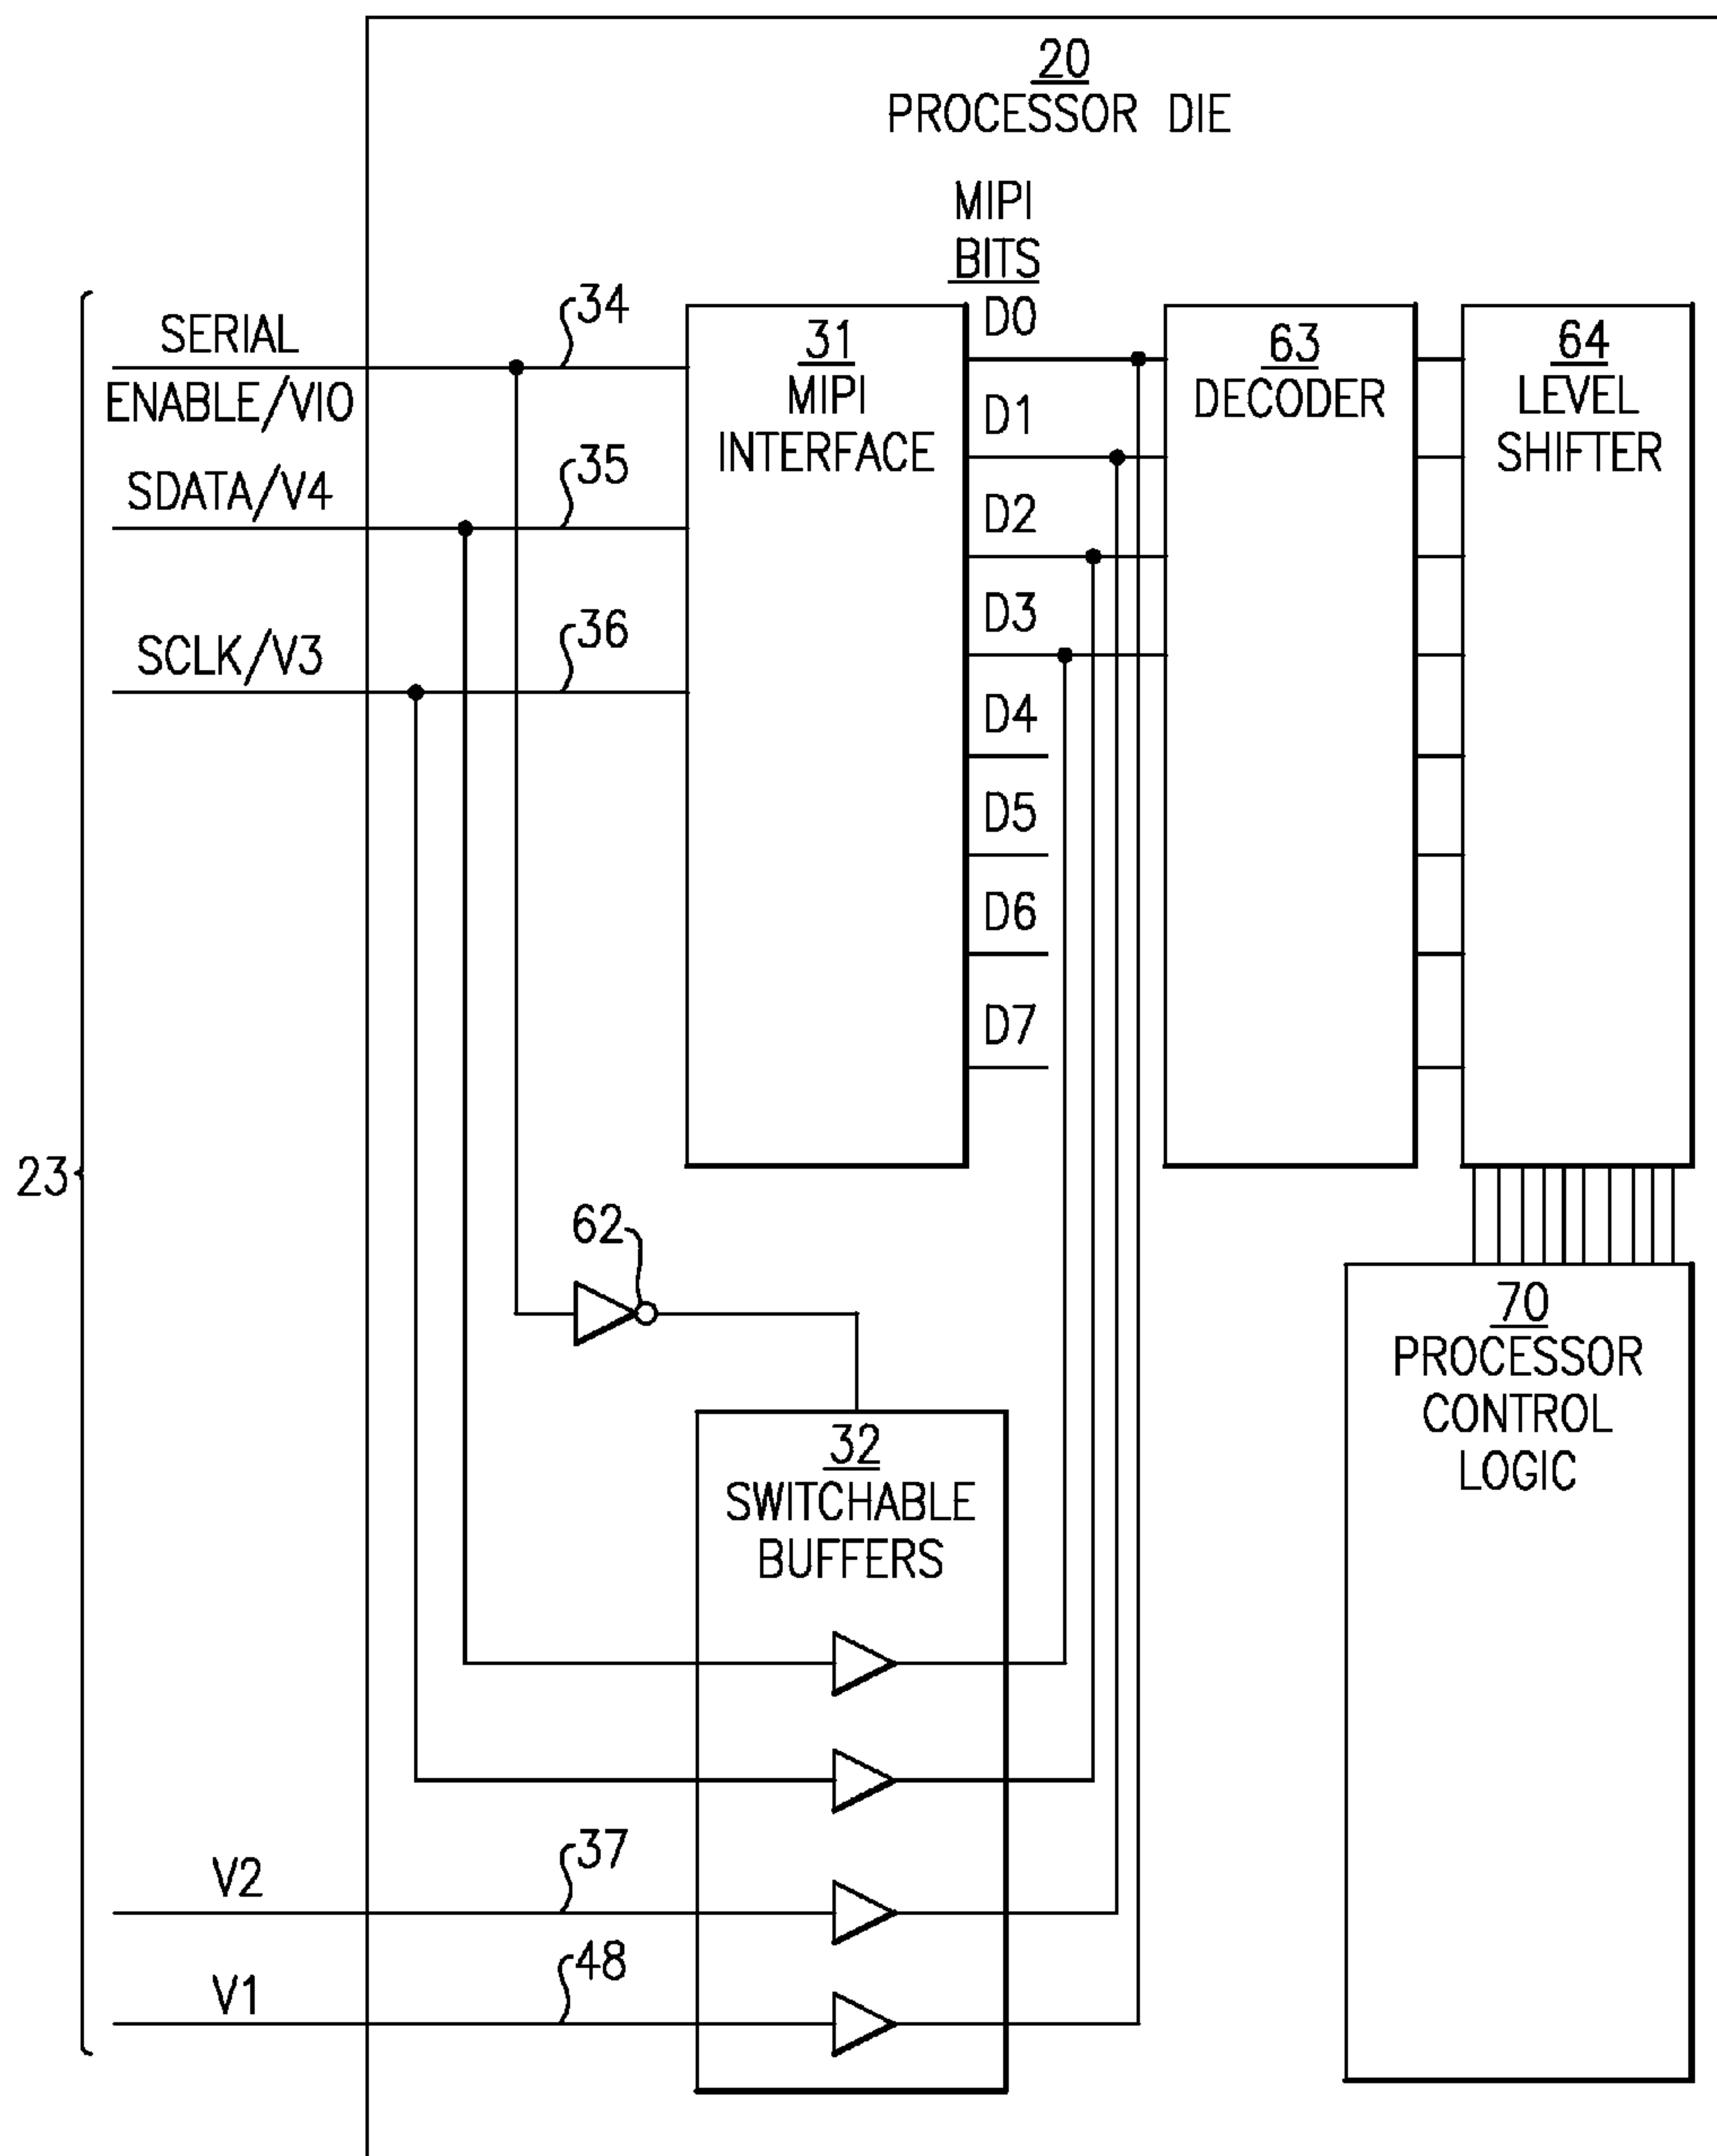 20
PROCESSOR DIE
MIPI
BITS
SERIAL
ENABLE/VIO
34
SDATA/V4
35
SCLK/V3
36
31
MIPI
INTERFACE
D0
D1
D2
D3
D4
D5
D6
D7
63
DECODER
64
LEVEL
SHIFTER
23
62
70
PROCESSOR
CONTROL
LOGIC
32
SWITCHABLE
BUFFERS
V2
37
V1
48